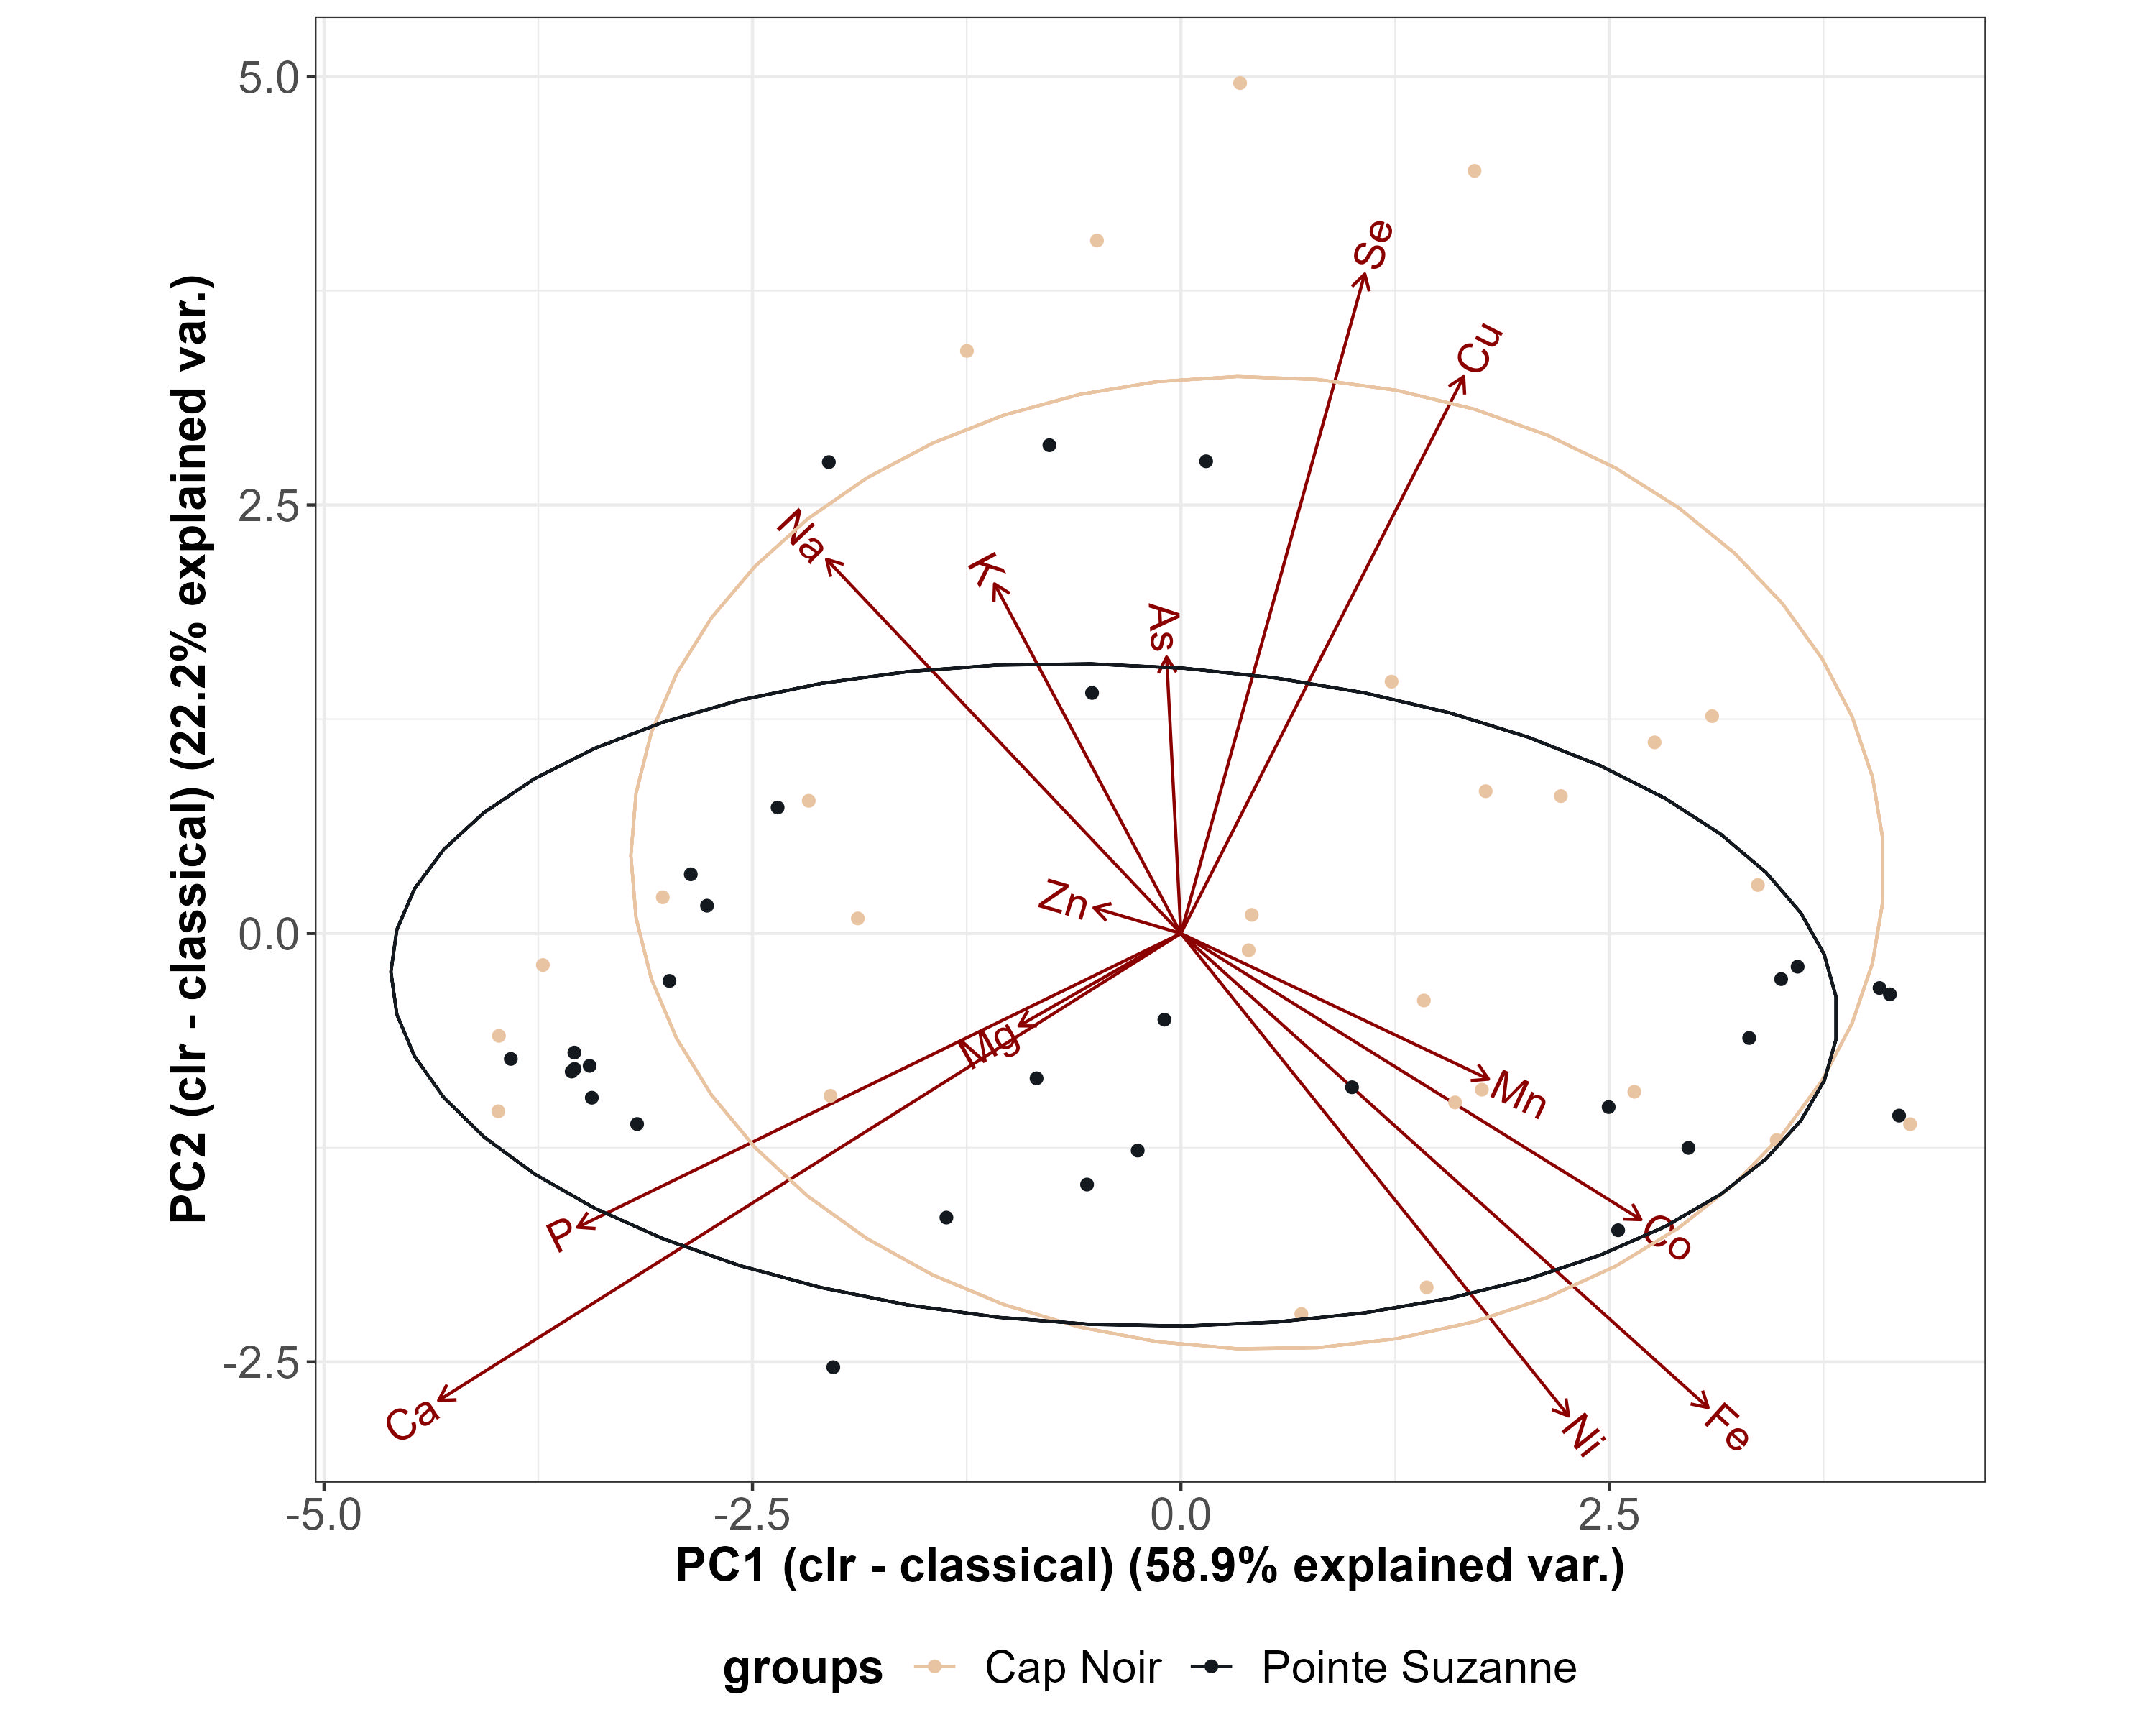 PC2 (clr - classical) (22.2% explained var.)
5.0
2.5
0.0
-2.5
Se
Cu
Na
K
As
Zn
Mg
Mn
P
Co
Ca
Ni
Fe
-5.0
-2.5
0.0
2.5
PC1 (clr - classical) (58.9% explained var.)
groups Cap Noir Pointe Suzanne